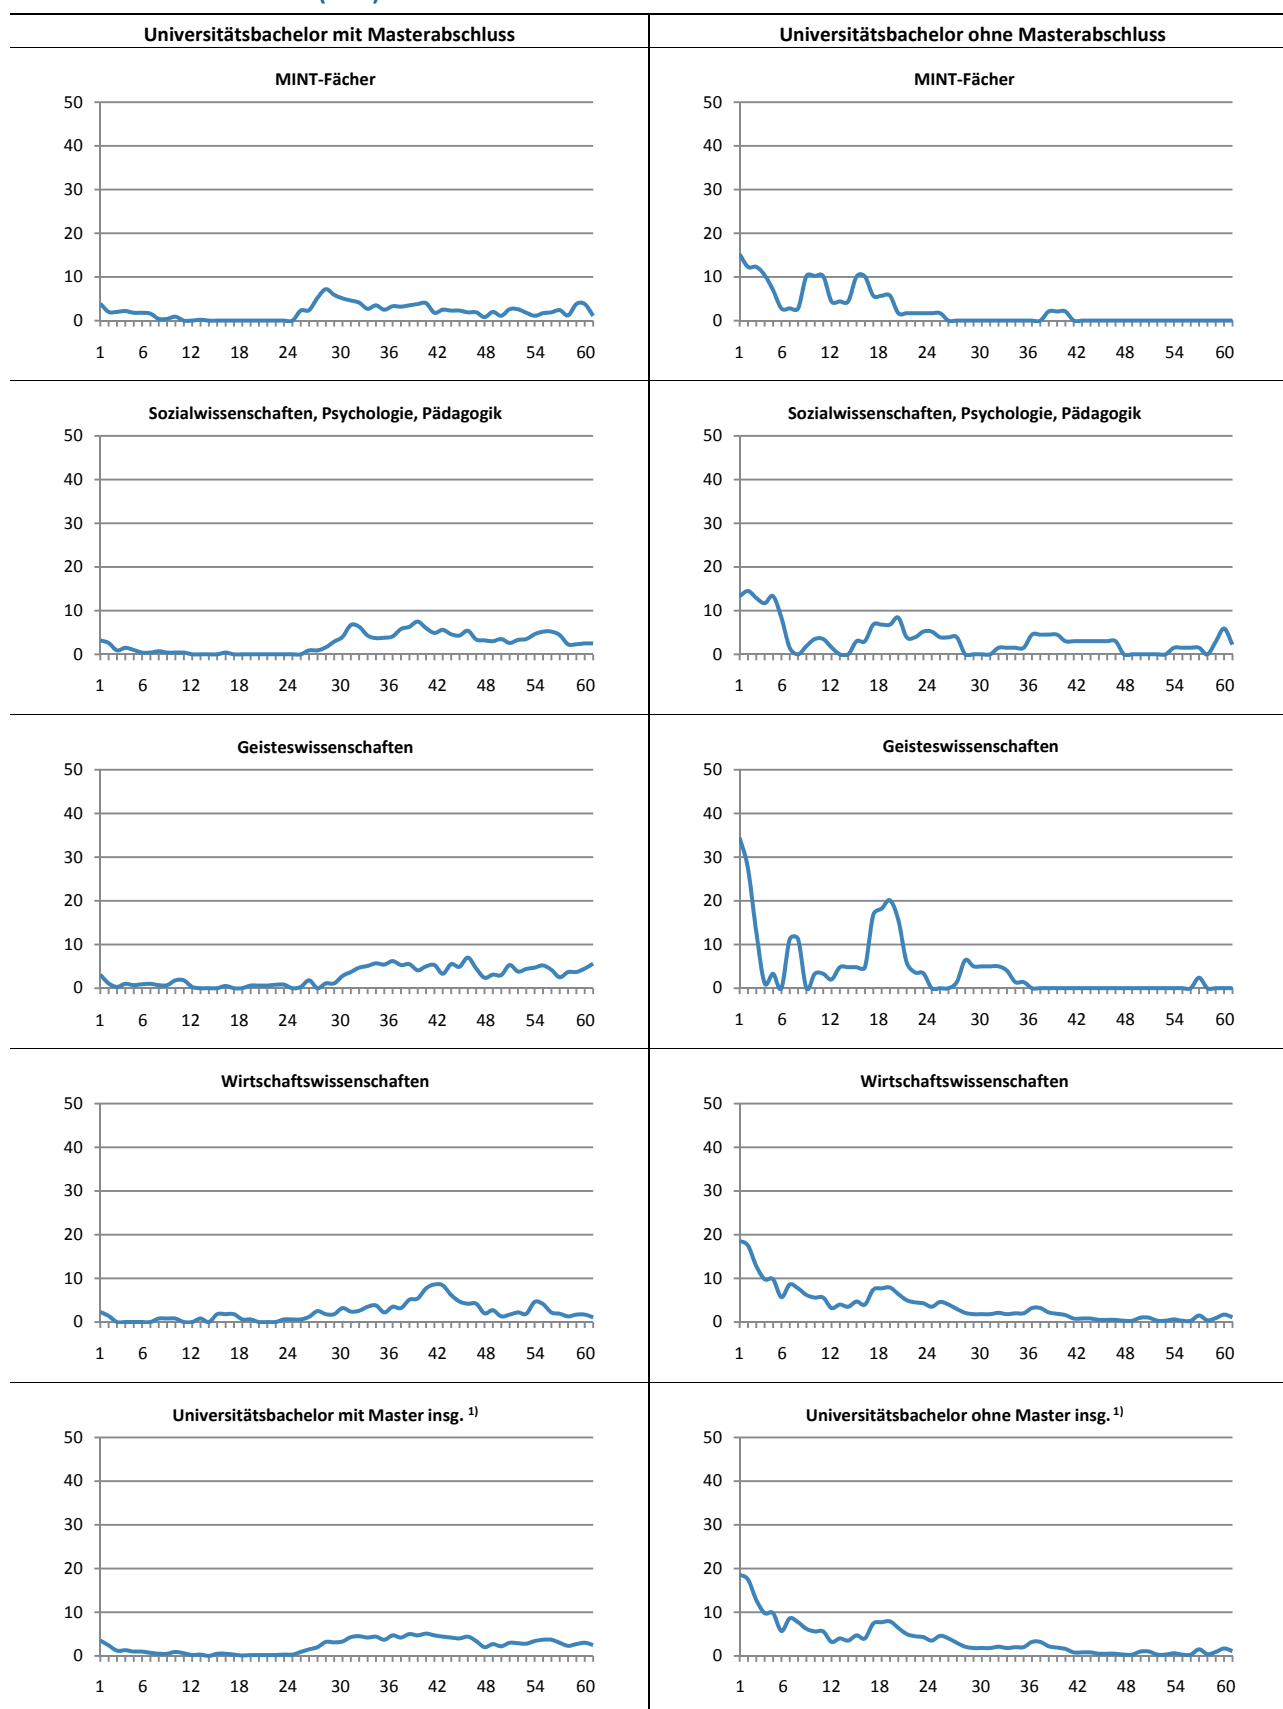 Universitätsbachelor mit Masterabschluss
Universitätsbachelor ohne Masterabschluss
MINT-Fächer
50
40
30
20
10
0
1 6 12 18 24 30 36 42 48 54 60
MINT-Fächer
50
40
30
20
10
0
1 6 12 18 24 30 36 42 48 54 60
Sozialwissenschaften, Psychologie, Pädagogik
50
40
30
20
10
0
1 6 12 18 24 30 36 42 48 54 60
Sozialwissenschaften, Psychologie, Pädagogik
50
40
30
20
10
0
1 6 12 18 24 30 36 42 48 54 60
Geisteswissenschaften
50
40
30
20
10
0
1 6 12 18 24 30 36 42 48 54 60
Geisteswissenschaften
50
40
30
20
10
0
1 6 12 18 24 30 36 42 48 54 60
Wirtschaftswissenschaften
50
40
30
20
10
0
1 6 12 18 24 30 36 42 48 54 60
Wirtschaftswissenschaften
50
40
30
20
10
0
1 6 12 18 24 30 36 42 48 54 60
Universitätsbachelor mit Master insg. 1)
50
40
30
20
10
0
1 6 12 18 24 30 36 42 48 54 60
Universitätsbachelor ohne Master insg. 1)
50
40
30
20
10
0
1 6 12 18 24 30 36 42 48 54 60